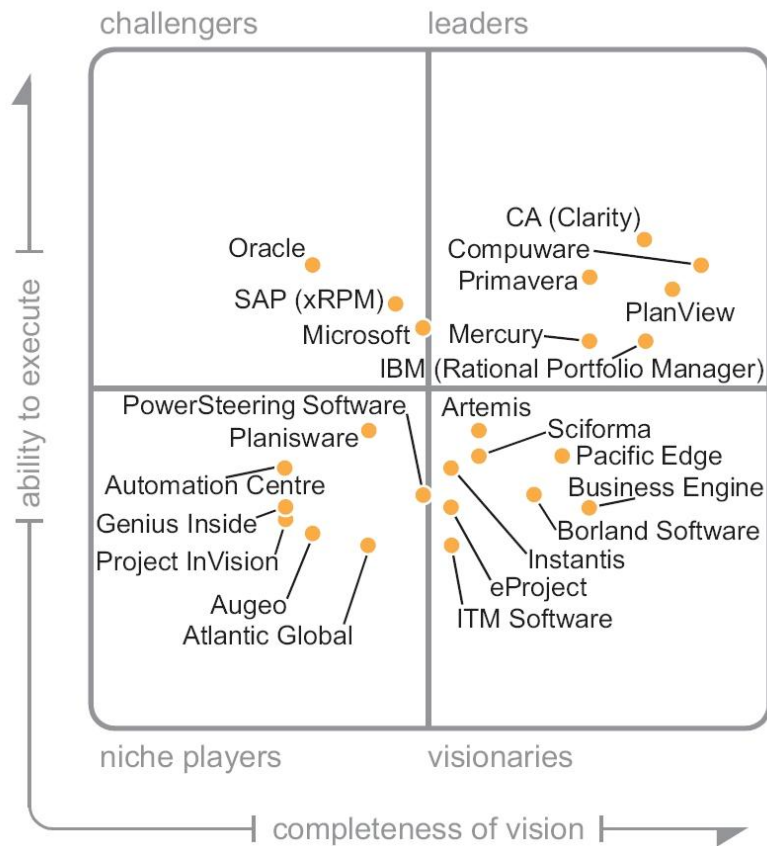 challengers
leaders
CA (Clarity)
Oracle
Compuware
Primavera
SAP (xRPM)
PlanView
Microsoft
Mercury
IBM (Rational Portfolio Manager)
ability to execute
PowerSteering Software
Artemis
Planisware
Sciforma
Pacific Edge
Automation Centre
Business Engine
Genius Inside
Borland Software
Project InVision
Instantis
eProject
Augeo
ITM Software
Atlantic Global
niche players
visionaries
completeness of vision